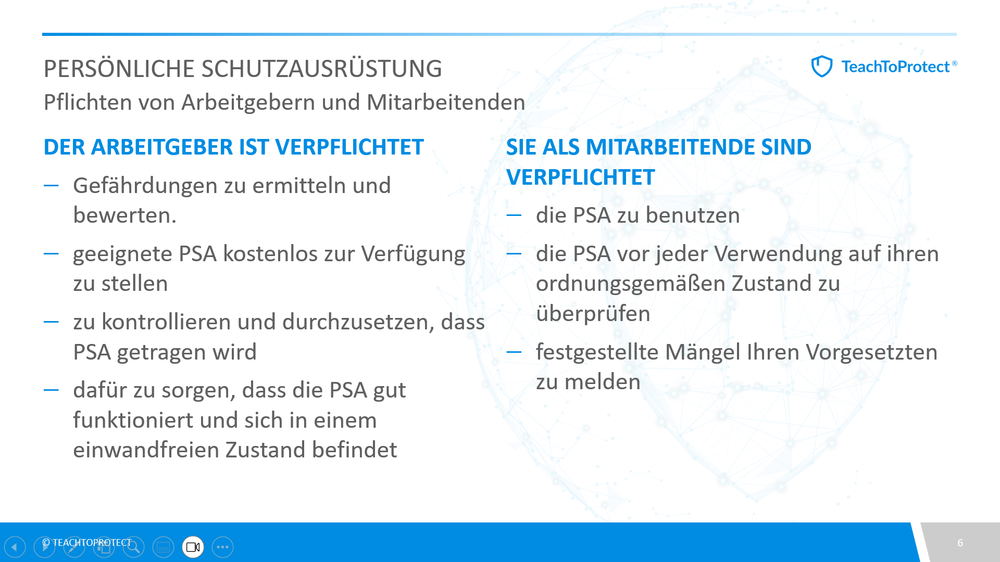 PERSÖNLICHE SCHUTZAUSRÜSTUNG
TeachToProtect®
Pflichten von Arbeitgebern und Mitarbeitenden
DER ARBEITGEBER IST VERPFLICHTET
– Gefährdungen zu ermitteln und
bewerten.
– geeignete PSA kostenlos zur Verfügung
zu stellen
– zu kontrollieren und durchzusetzen, dass
PSA getragen wird
– dafür zu sorgen, dass die PSA gut
funktioniert und sich in einem
einwandfreien Zustand befindet
SIE ALS MITARBEITENDE SIND
VERPFLICHTET
– die PSA zu benutzen
– die PSA vor jeder Verwendung auf ihren
ordnungsgemäßen Zustand zu
überprüfen
– festgestellte Mängel Ihren Vorgesetzten
zu melden
© TEACHTOPROTECT
6